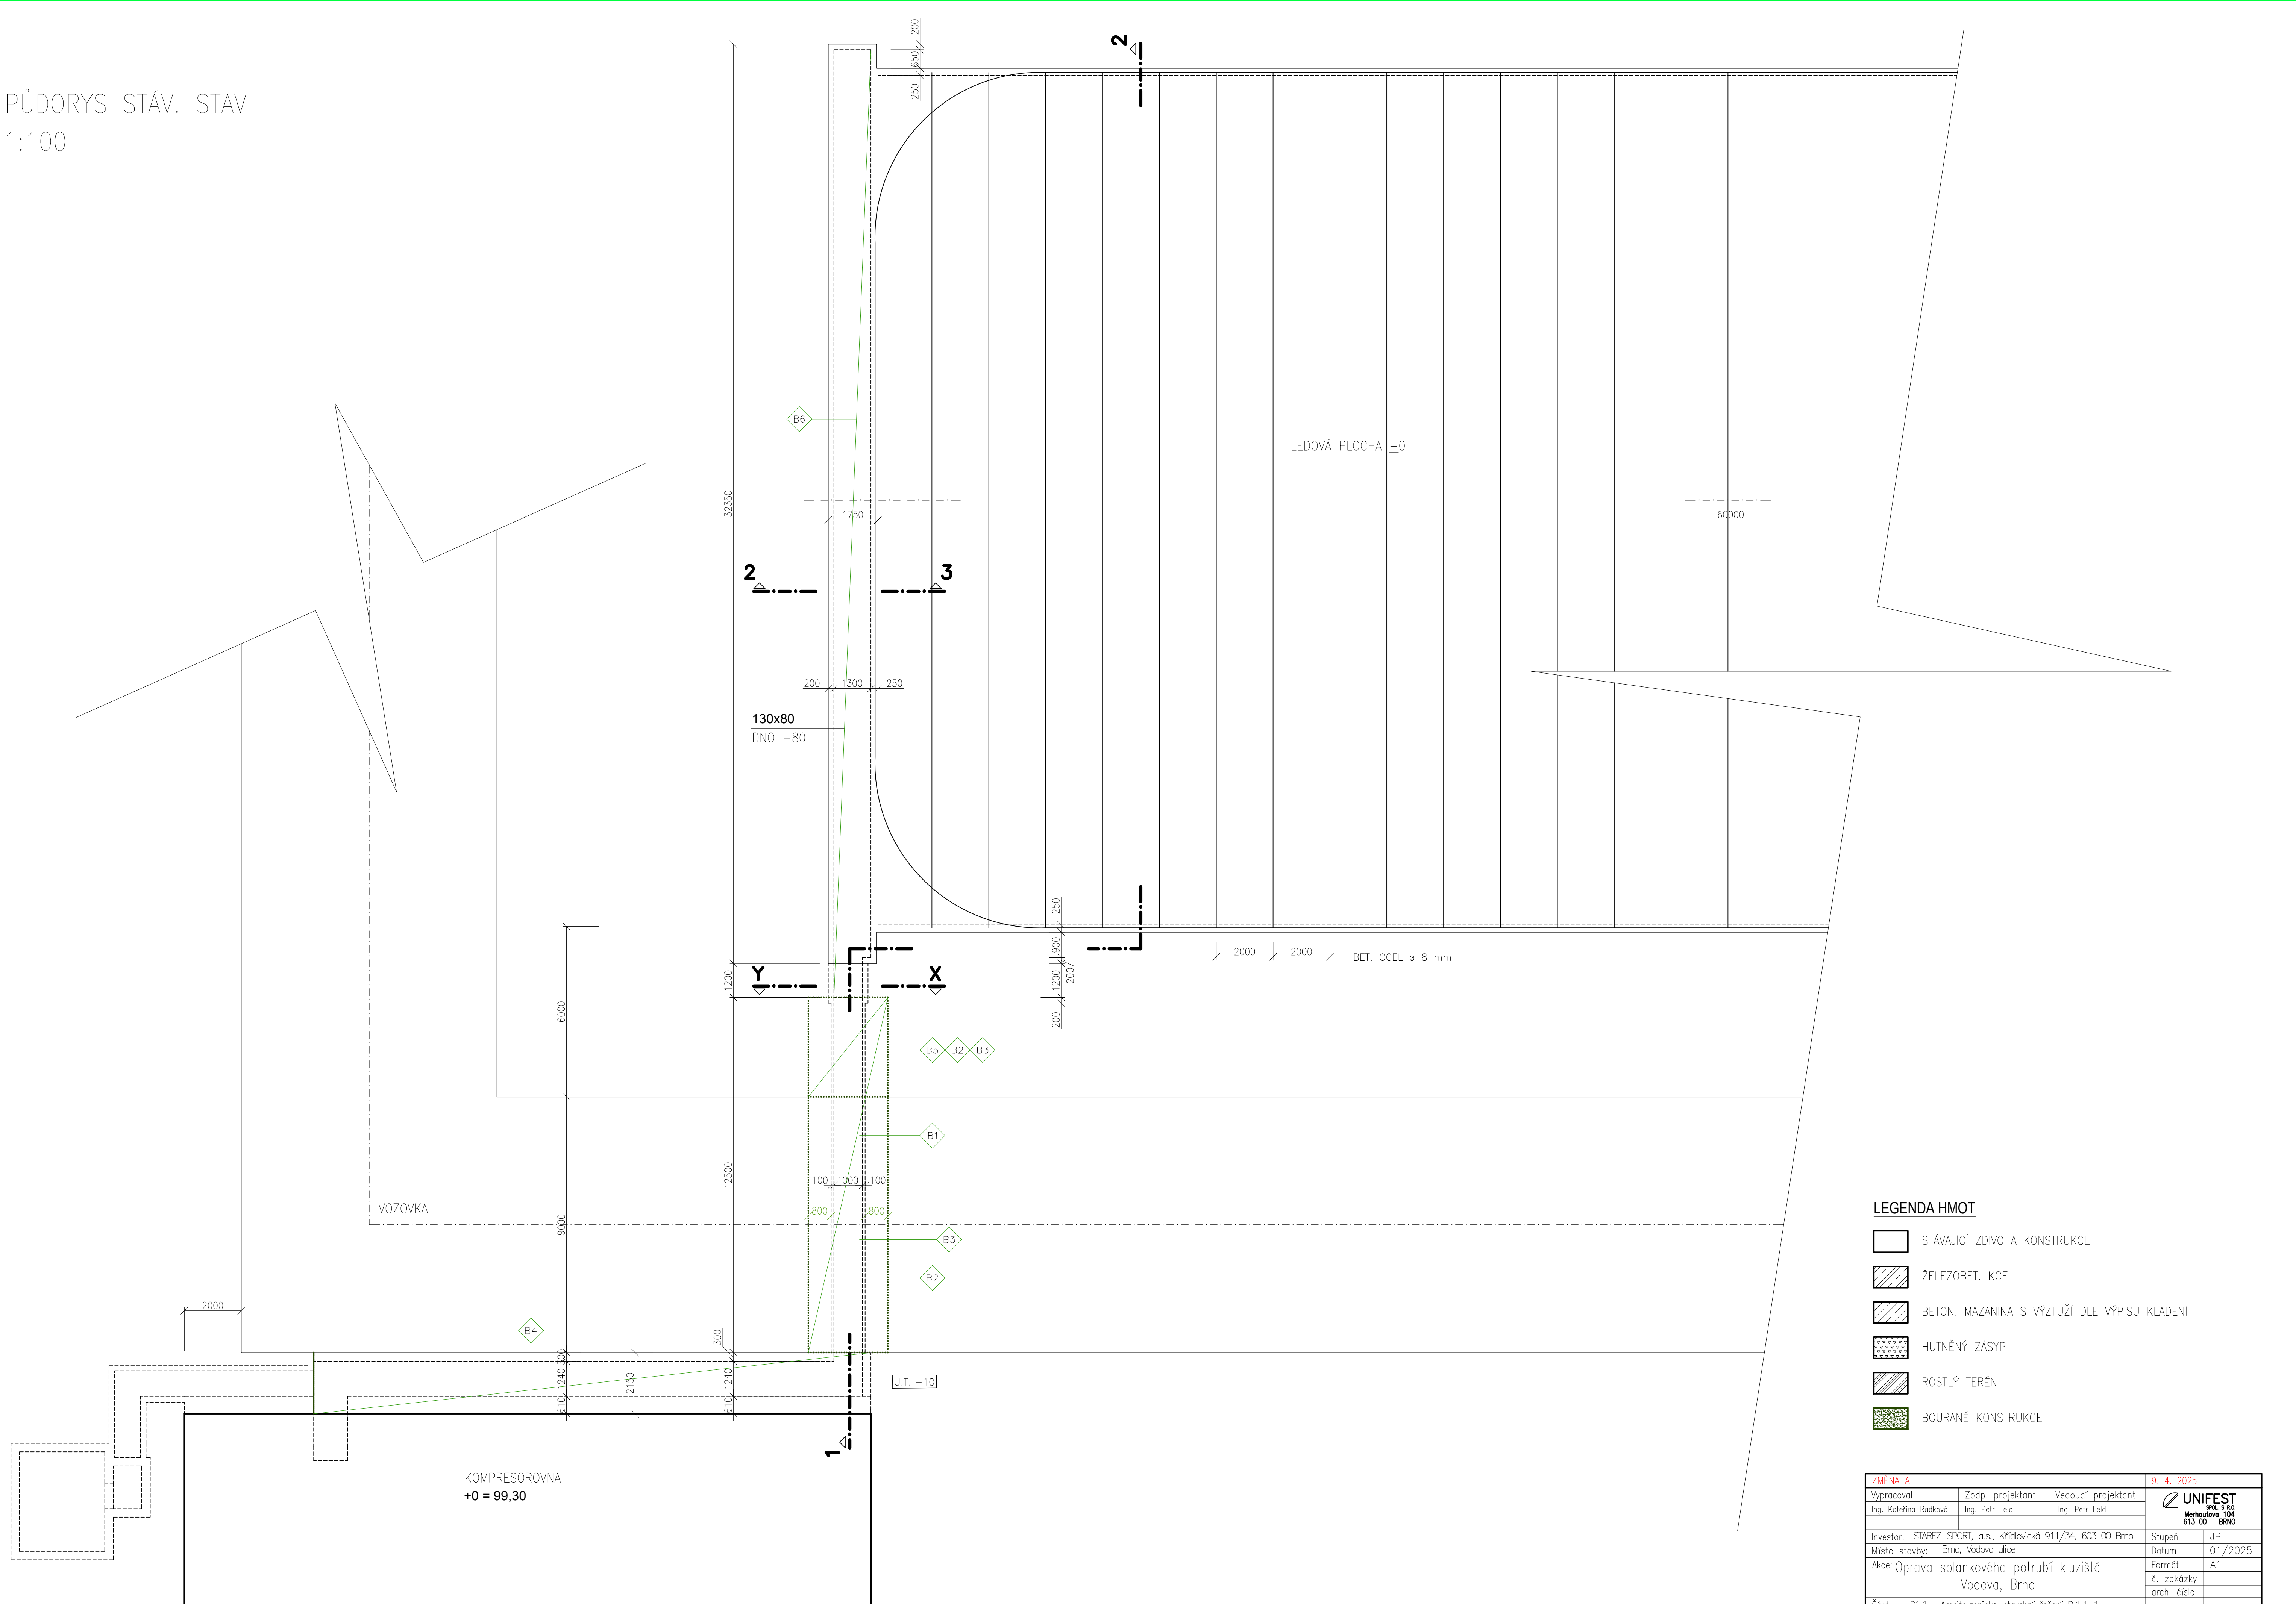 PŮDORYS STÁV. STAV
1:100
200
650
250
2
B6
LEDOVÁ PLOCHA ±0
32350
1750
60000
2
3
200
1300
250
130x80
DNO -80
250
900
1200
200
200
2000
2000
BET. OCEL ø 8 mm
Y
X
1200
6000
B5
B2
B3
B1
12500
100
1000
100
800
800
VOZOVKA
9000
B3
B2
2000
B4
300
300
1240
2150
1240
610
610
U.T. -10
1
KOMPRESOROVNA
±0 = 99,30
LEGENDA HMOT
STÁVAJÍCÍ ZDIVO A KONSTRUKCE
ŽELEZOBET. KCE
BETON. MAZANINA S VÝZTUŽÍ DLE VÝPISU KLADENÍ
HUTNĚNÝ ZÁSYP
ROSTLÝ TERÉN
BOURANÉ KONSTRUKCE
ZMĚNA A 9. 4. 2025
Vypracoval Zodp. projektant Vedoucí projektant
Ing. Kateřina Radková Ing. Petr Feld Ing. Petr Feld
UNIFEST
SPOL. S R.O.
Merhautova 104
613 00 BRNO
Investor: STAREZ-SPORT, a.s., Křídlovická 911/34, 603 00 Brno
Stupeň JP
Místo stavby: Brno, Vodova ulice
Datum 01/2025
Akce: Oprava solankového potrubí kluziště
Vodova, Brno
Formát A1
č. zakázky
arch. číslo